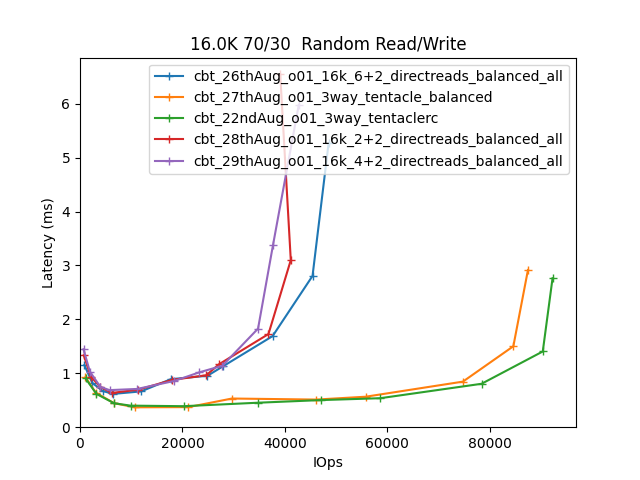 16.0K 70/30  Random Read/Write
cbt_26thAug_o01_16k_6+2_directreads_balanced_all
cbt_27thAug_o01_3way_tentacle_balanced
cbt_22ndAug_o01_3way_tentaclerc
cbt_28thAug_o01_16k_2+2_directreads_balanced_all
cbt_29thAug_o01_16k_4+2_directreads_balanced_all
Latency (ms)
6
5
4
3
2
1
0
0 20000 40000 60000 80000
IOps